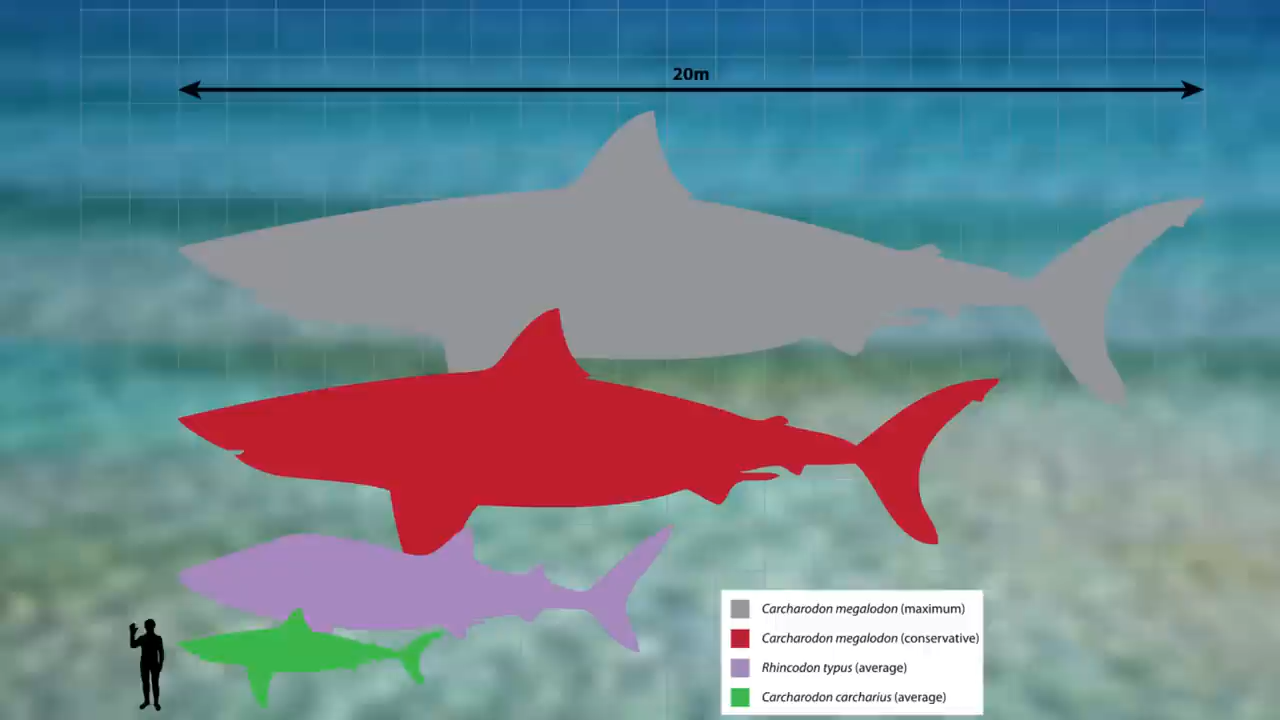 20m
Carcharodon megalodon (maximum)
Carcharodon megalodon (conservative)
Rhincodon typus (average)
Carcharodon carcharius (average)